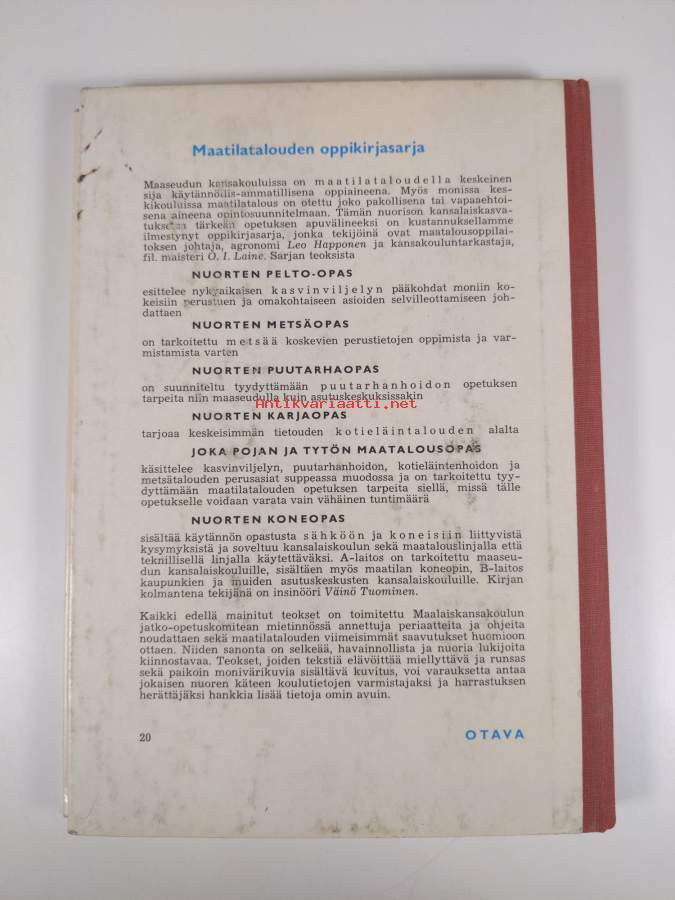 Maatilatalouden oppikirjasarja
Maaseudun kansakouluissa on maatilataloudella keskeinen
sija käytännöllis-ammatillisena oppiaineena. Myös monissa kes-
kikouluissa maatilatalous on otettu joko pakollisena tai vapaaehtoi-
sena aineena opintosuunnitelmaan. Tämän nuorison kansalaiskasva-
tukselle tärkeän opetuksen apuvälineeksi on kustannuksellamme
ilmestynyt oppikirjasarja, jonka tekijöinä ovat maatalousoppilai-
toksen johtaja, agronomi Leo Happonen ja kansakouluntarkastaja,
fil. maisteri O. I. Laine. Sarjan teoksista
NUORTEN PELTO-OPAS
esittelee nykyaikaisen kasvinviljelyn pääkohdat moniin ko-
keisiin perustuen ja omakohtaiseen asioiden selvilleottamiseen joh-
dattaen
NUORTEN METSÄOPAS
on tarkoitettu metsää koskevien perustietojen oppimista ja var-
mistamista varten
NUORTEN PUUTARHAOPAS
on suunniteltu tyydyttämään puutarhanhoidon opetuksen
tarpeita niin maaseudulla kuin asutuskeskuksissakin
Antikvariaatti.net
NUORTEN KARJAOPAS
tarjoaa keskeisimmän tietouden kotieläintalouden alalta
JOKA POJAN JA TYTÖN MAATALOUSOPAS
käsittelee kasvinviljelyn, puutarhanhoidon, kotieläintenhoidon ja
metsätalouden perusasiat suppeassa muodossa ja on tarkoitettu tyy-
dyttämään maatilatalouden opetuksen tarpeita siellä, missä tälle
opetukselle voidaan varata vain vähäinen tuntimäärä
NUORTEN KONEOPAS
sisältää käytännön opastusta sähköön ja koneisiin liittyvistä
kysymyksistä ja soveltuu kansalaiskoulun sekä maatalouslinjalla että
teknillisellä linjalla käytettäväksi. A-laitos on tarkoitettu maaseu-
dun kansalaiskouluille, sisältäen myös maatilan koneopin, B-laitos
kaupunkien ja muiden asutuskeskusten kansalaiskouluille. Kirjan
kolmantena tekijänä on insinööri Väinö Tuominen.
Kaikki edellä mainitut teokset on toimitettu Maalaiskansakoulun
jatko-opetuskomitean mietinnössä annettuja periaatteita ja ohjeita
noudattaen sekä maatilatalouden viimeisimmät saavutukset huomioon
ottaen. Niiden sanonta on selkeää, havainnollista ja nuoria lukijoita
kiinnostavaa. Teokset, joiden tekstiä elävöittää miellyttävä ja runsas
sekä paikoin monivärikuvia sisältävä kuvitus, voi varauksetta antaa
jokaisen nuoren käteen koulutietojen varmistajaksi ja harrastuksen
herättäjäksi hankkia lisää tietoja omin avuin.
20
OTAVA